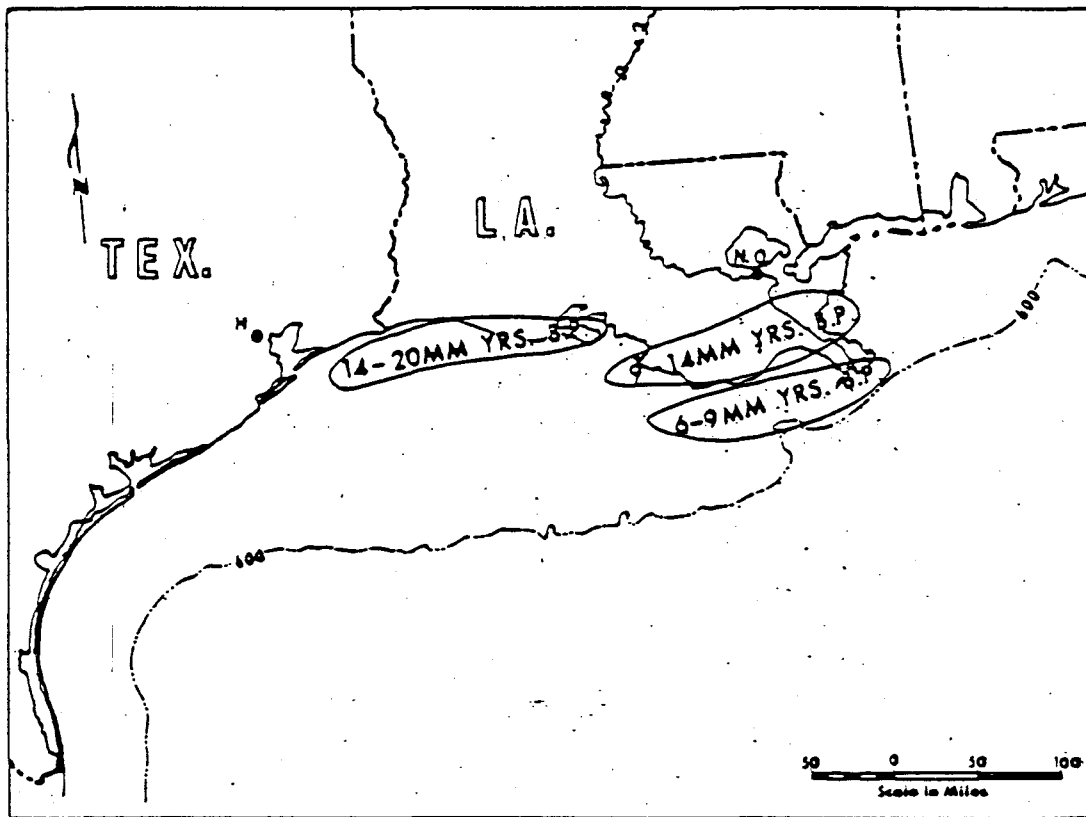 N
TEX.
L.A.
H
N.O.
14-20MM YRS. B.
14MM YRS. B.P
6-9MM YRS. B.P
600
600
50 0 50 100
Scale in Miles